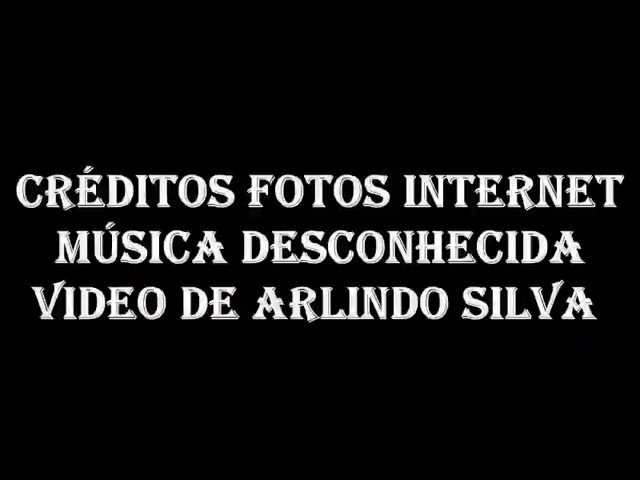 CRÉDITOS FOTOS INTERNET
MÚSICA DESCONHECIDA
VIDEO DE ARLINDO SILVA